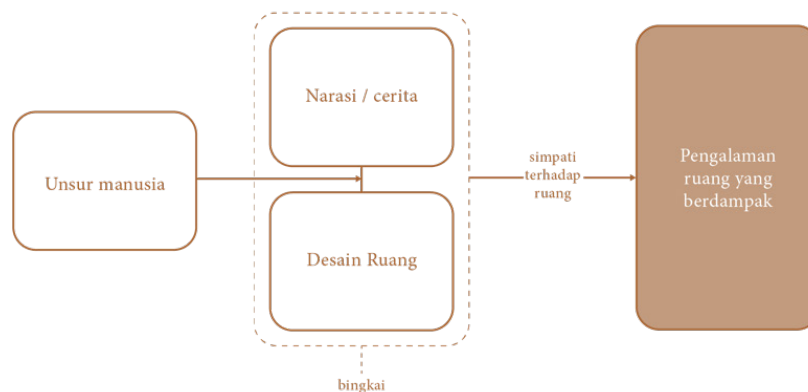 Unsur manusia
Narasi / cerita
Desain Ruang
bingkai
simpati
terhadap
ruang
Pengalaman
ruang yang
berdampak